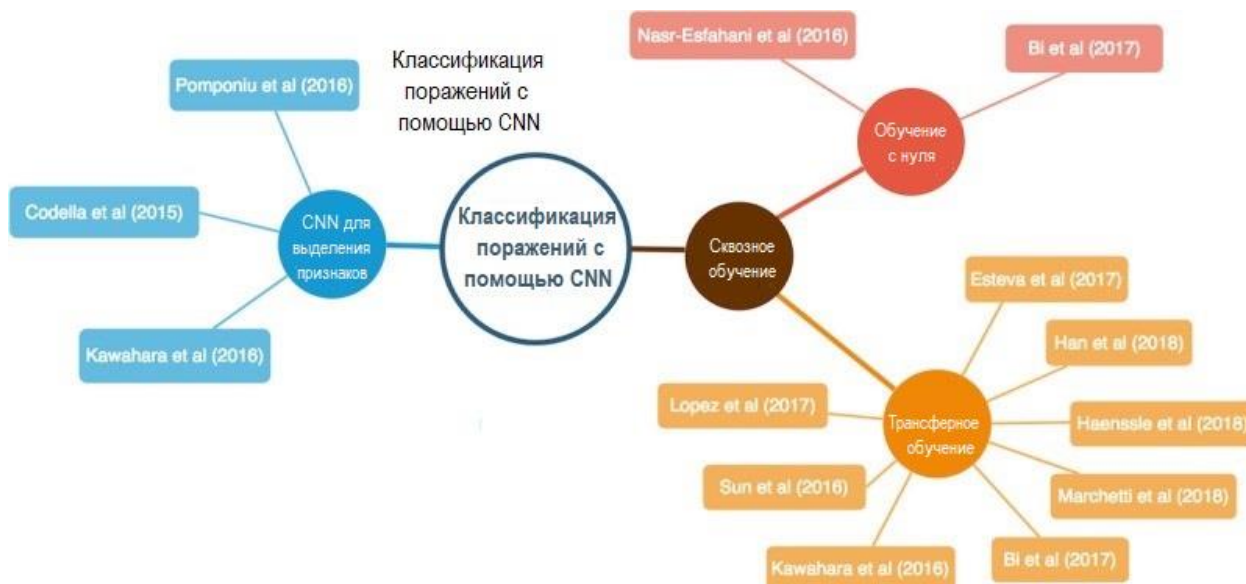 Nasr-Esfahani et al (2016)
Bi et al (2017)
Классификация
поражений с
помощью CNN
Pomponiu et al (2016)
Обучение
с нуля
Codella et al (2015)
CNN для
выделения
признаков
Классификация
поражений с
помощью CNN
Сквозное
обучение
Kawahara et al (2016)
Esteva et al (2017)
Han et al (2018)
Lopez et al (2017)
Трансферное
обучение
Haenssle et al (2018)
Sun et al (2016)
Marchetti et al (2018)
Kawahara et al (2016)
Bi et al (2017)